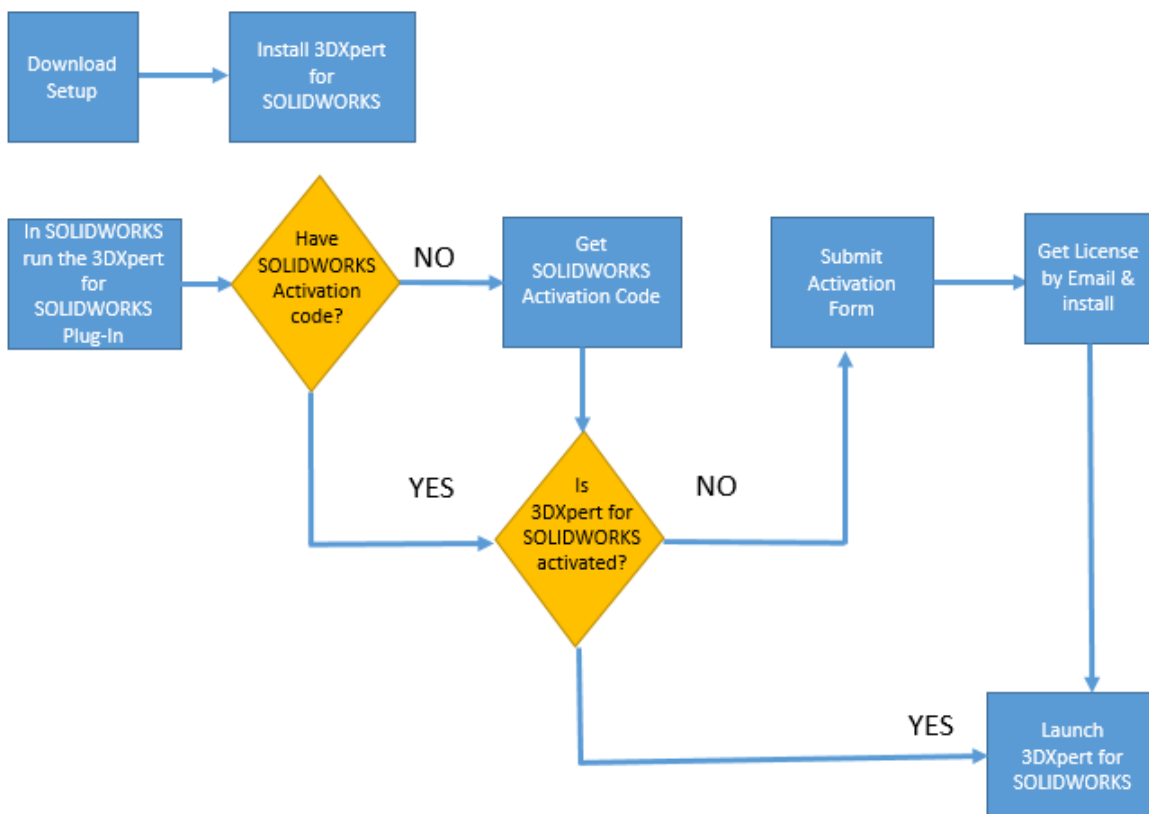 Download
Setup
Install 3DXpert
for
SOLIDWORKS
In SOLIDWORKS
run the 3DXpert
for
SOLIDWORKS
Plug-In
Have
SOLIDWORKS
Activation
code?
NO
Get
SOLIDWORKS
Activation Code
Submit
Activation
Form
Get License
by Email &
install
YES
Is
3DXpert for
SOLIDWORKS
activated?
NO
YES
Launch
3DXpert for
SOLIDWORKS